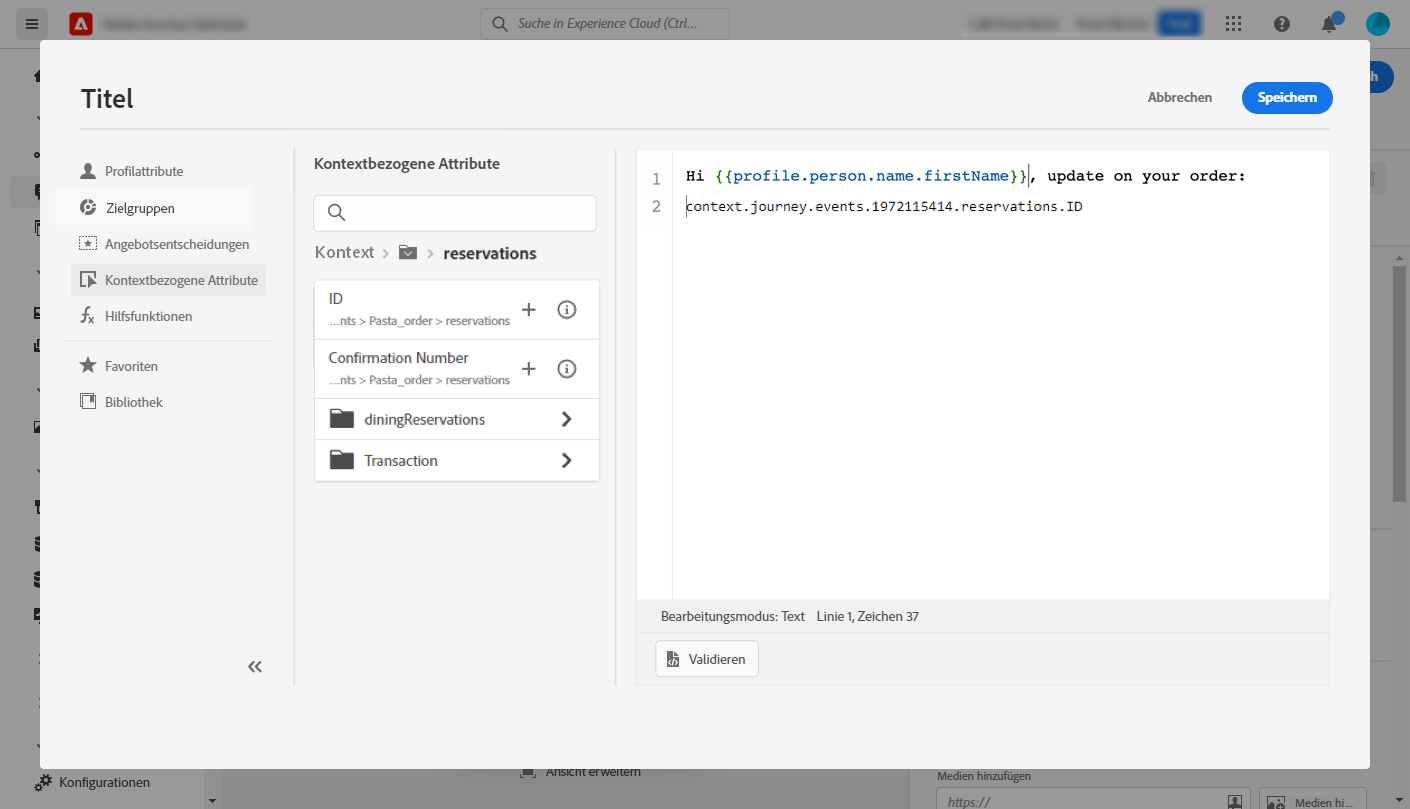 Suche in Experience Cloud (Ctrl...
Titel
Abbrechen
Speichern
Profilattribute
Zielgruppen
Angebotsentscheidungen
Kontextbezogene Attribute
Hilfsfunktionen
Favoriten
Bibliothek
Kontextbezogene Attribute
Kontext > > reservations
ID
...nts > Pasta_order > reservations
Confirmation Number
...nts > Pasta_order > reservations
diningReservations
Transaction
1 Hi {{profile.person.name.firstName}}, update on your order:
2 context.journey.events.1972115414.reservations.ID
Bearbeitungsmodus: Text Linie 1, Zeichen 37
Validieren
Konfigurationen
Ansicht erweitern
Medien hinzufügen
https://
Medien hi...